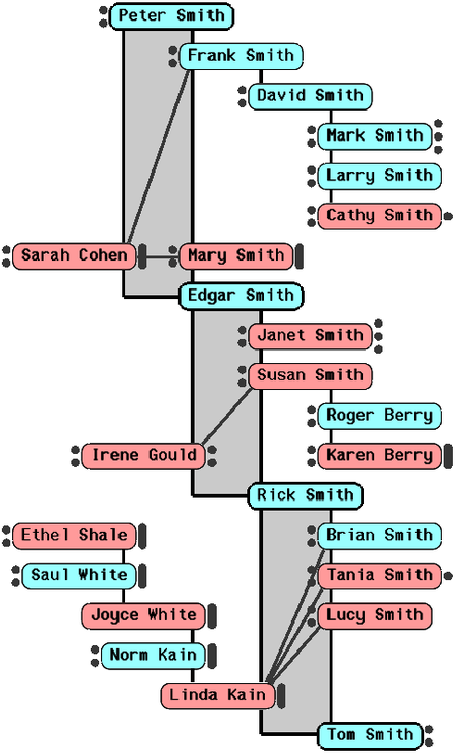 Peter Smith
Frank Smith
David Smith
Mark Smith
Larry Smith
Cathy Smith
Sarah Cohen
Mary Smith
Edgar Smith
Janet Smith
Susan Smith
Roger Berry
Irene Gould
Karen Berry
Rick Smith
Ethel Shale
Brian Smith
Saul White
Tania Smith
Joyce White
Lucy Smith
Norm Kain
Linda Kain
Tom Smith